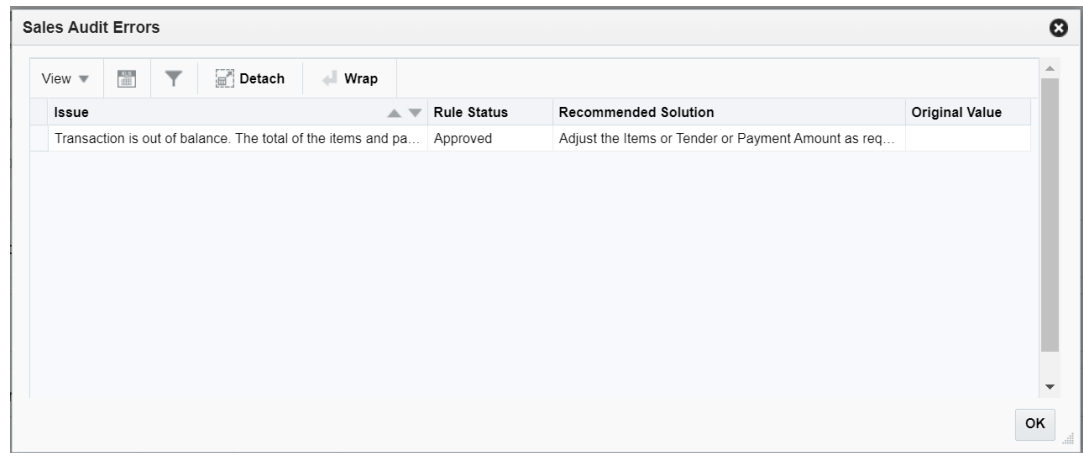 Sales Audit Errors
View Detach Wrap
Issue Rule Status Recommended Solution Original Value
Transaction is out of balance. The total of the items and pa... Approved Adjust the Items or Tender or Payment Amount as req...
OK